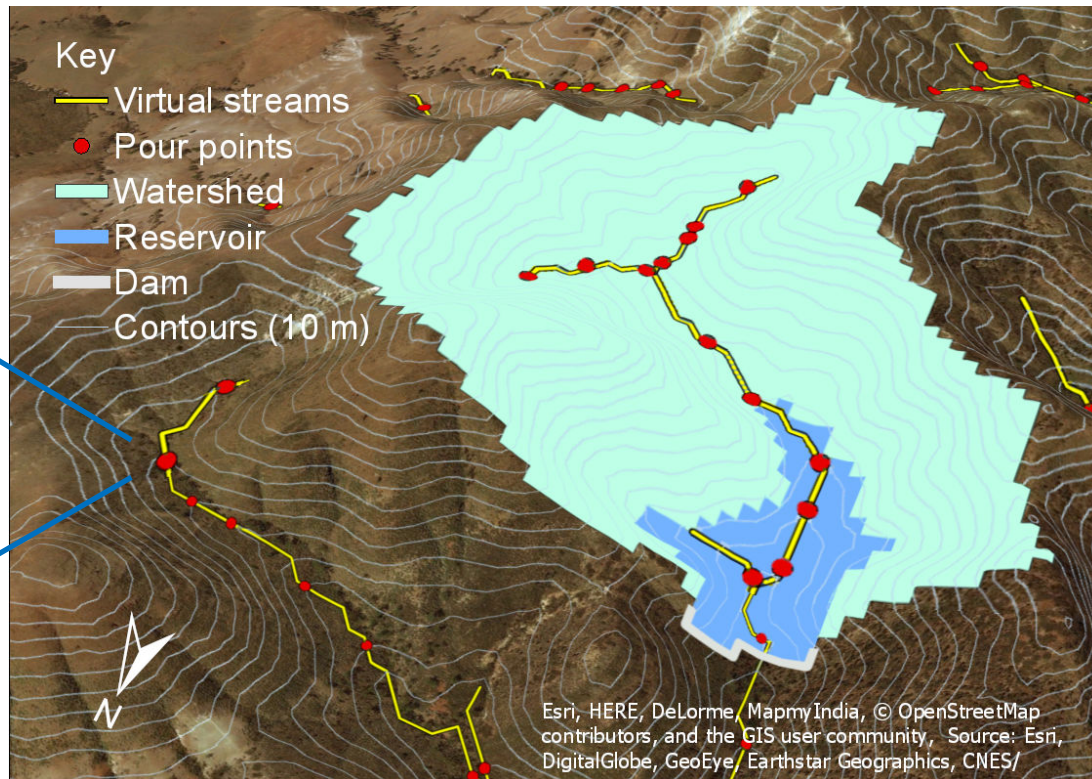 Key
Virtual streams
Pour points
Watershed
Reservoir
Dam
Contours (10 m)
N
Esri, HERE, DeLorme, MapmyIndia, © OpenStreetMap
contributors, and the GIS user community, Source: Esri,
DigitalGlobe, GeoEye, Earthstar Geographics, CNES/